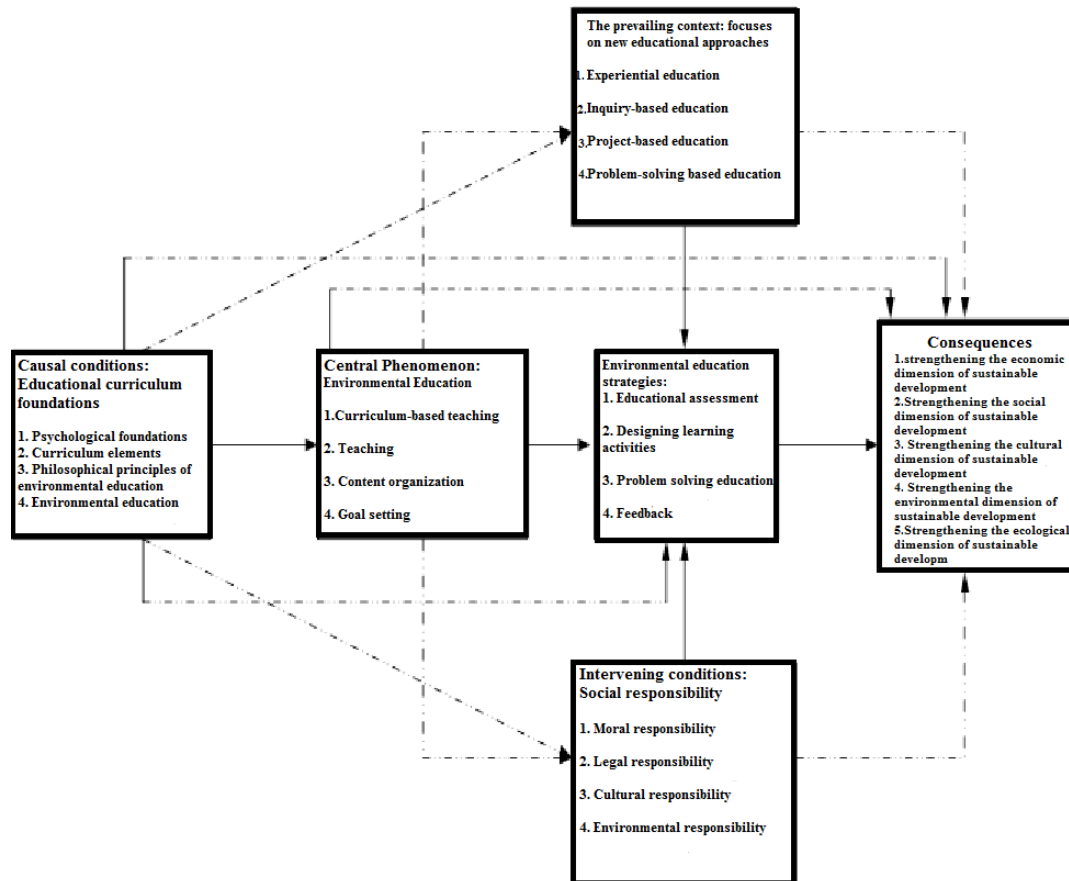 The prevailing context: focuses
on new educational approaches
1. Experiential education
2.Inquiry-based education
3.Project-based education
4.Problem-solving based education
Causal conditions:
Educational curriculum
foundations
1. Psychological foundations
2. Curriculum elements
3. Philosophical principles of
environmental education
4. Environmental education
Central Phenomenon:
Environmental Education
1.Curriculum-based teaching
2. Teaching
3. Content organization
4. Goal setting
Environmental education
strategies:
1. Educational assessment
2. Designing learning
activities
3. Problem solving education
4. Feedback
Consequences
1.strengthening the economic
dimension of sustainable
development
2.Strengthening the social
dimension of sustainable
development
3. Strengthening the cultural
dimension of sustainable
development
4. Strengthening the
environmental dimension of
sustainable development
5.Strengthening the ecological
dimension of sustainable
developm
Intervening conditions:
Social responsibility
1. Moral responsibility
2. Legal responsibility
3. Cultural responsibility
4. Environmental responsibility